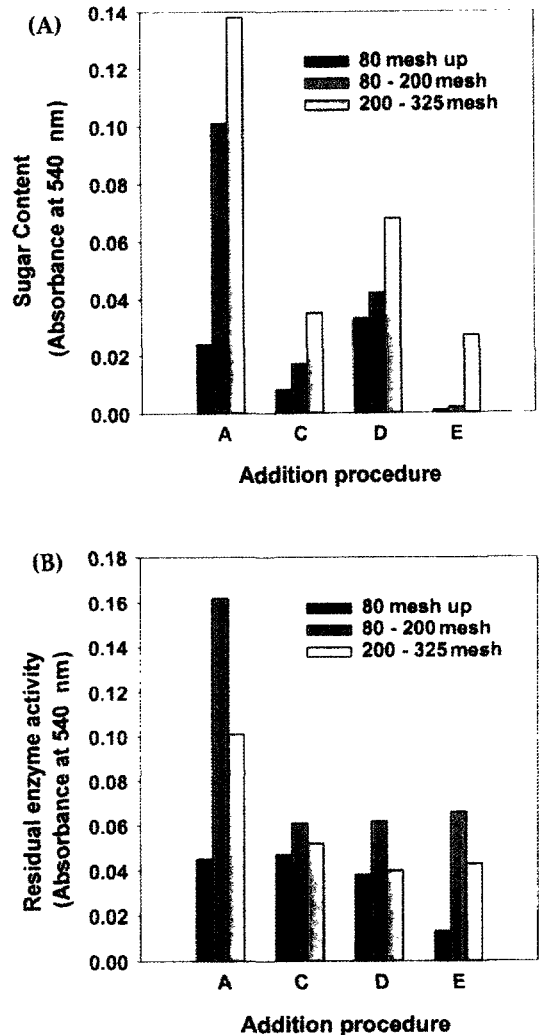 (A)
0.14
0.12
0.10
0.08
0.06
0.04
0.02
0.00
Sugar Content
(Absorbance at 540 nm)
80 mesh up
80 - 200 mesh
200 - 325 mesh
A C D E
Addition procedure
(B)
0.18
0.16
0.14
0.12
0.10
0.08
0.06
0.04
0.02
0.00
Residual enzyme activity
(Absorbance at 540 nm)
80 mesh up
80 - 200 mesh
200 - 325 mesh
A C D E
Addition procedure